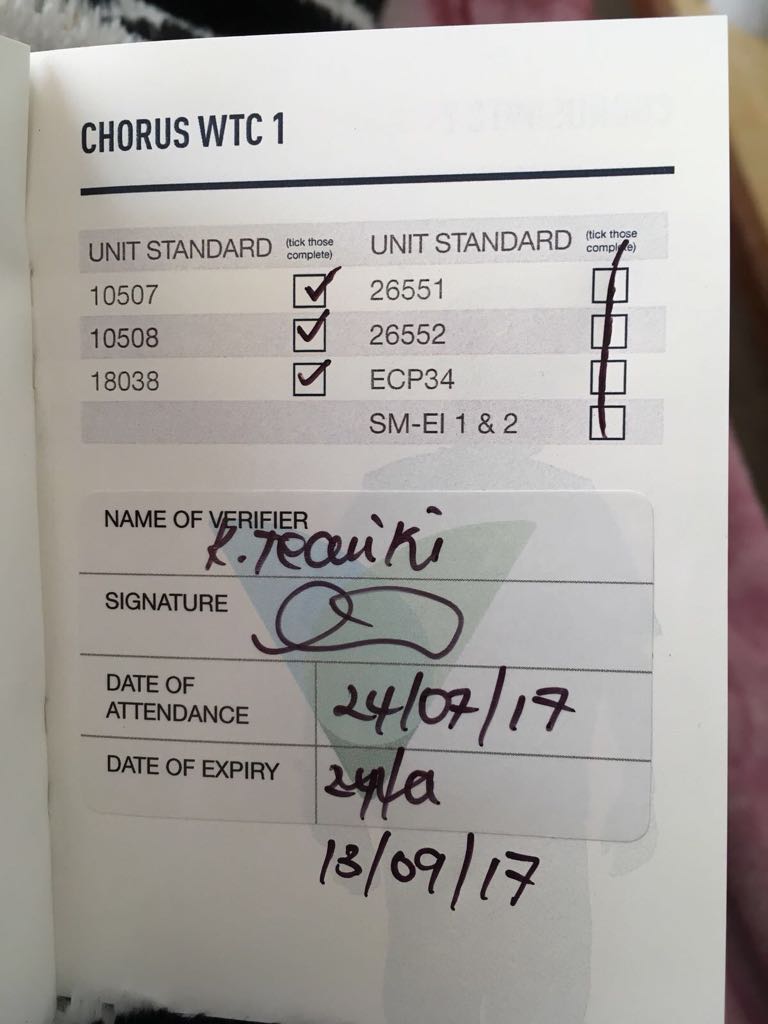 CHORUS WTC 1
UNIT STANDARD (tick those complete) UNIT STANDARD (tick those complete)
10507 26551
10508 26552
18038 ECP34
SM-EI 1 & 2
NAME OF VERIFIER
R. Teauiki
SIGNATURE
DATE OF ATTENDANCE 24/07/17
DATE OF EXPIRY
13/09/17